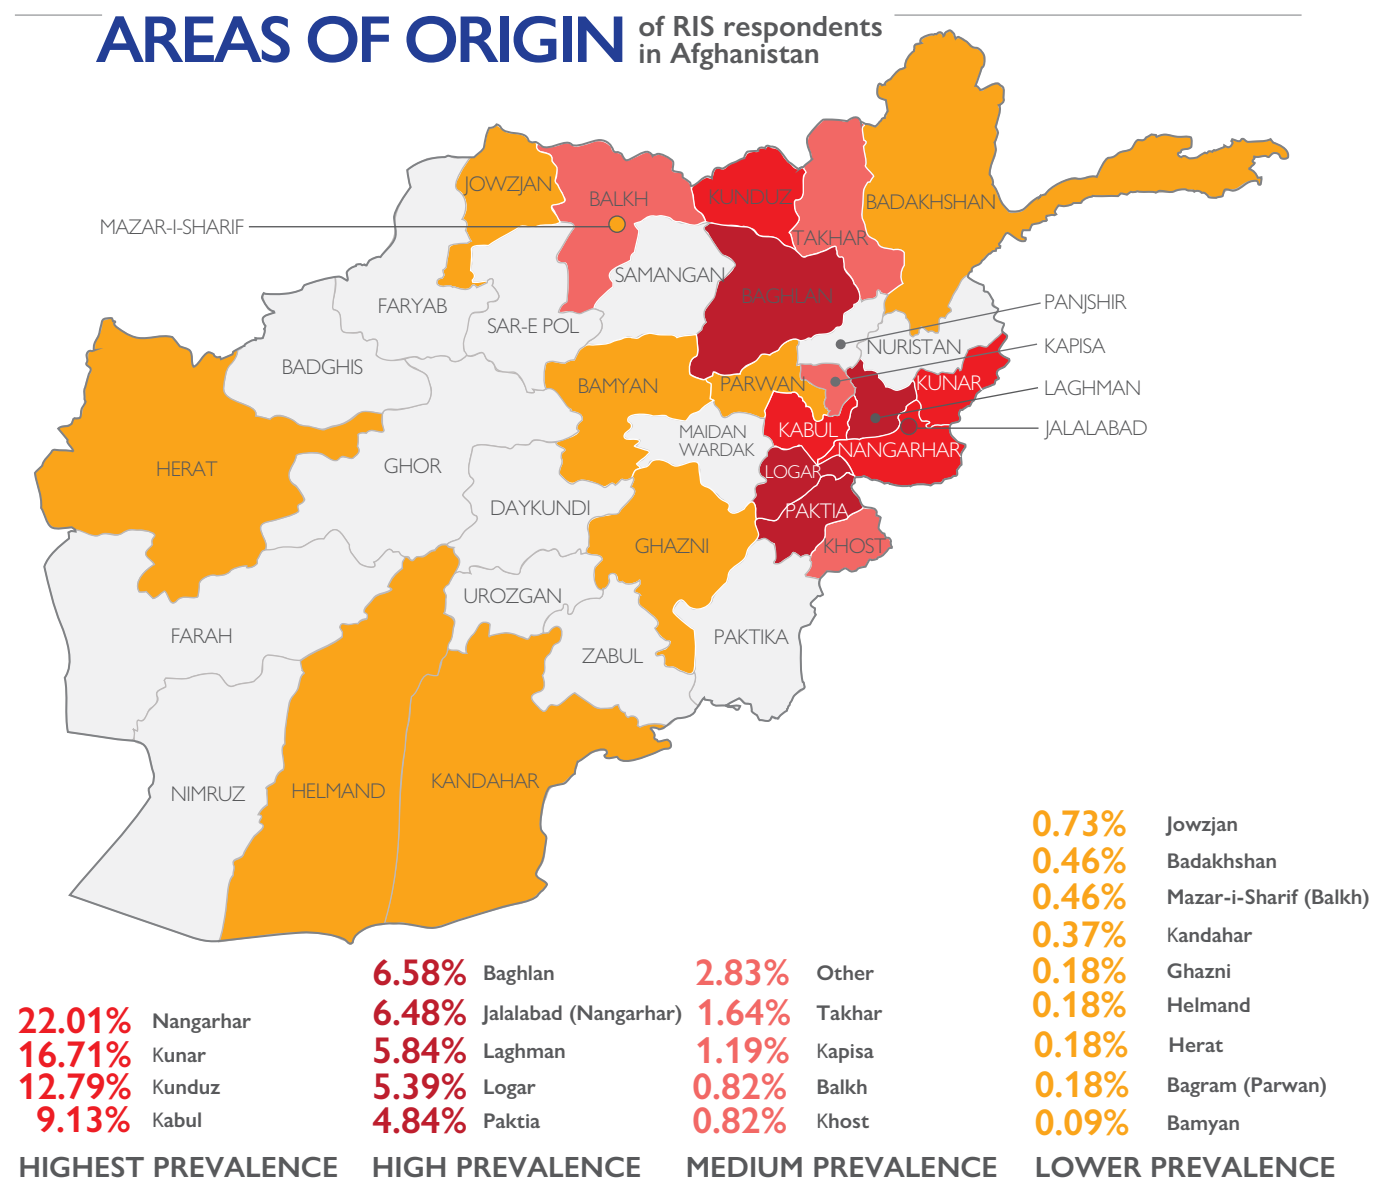 AREAS OF ORIGIN
of RIS respondents
in Afghanistan
JOWZJAN
BALKH
KUNDUZ
BADAKHSHAN
MAZAR-I-SHARIF
TAKHAR
SAMANGAN
BAGHLAN
FARYAB
PANJSHIR
SAR-E POL
NURISTAN
KAPISA
BADGHIS
BAMYAN
PARWAN
KUNAR
LAGHMAN
KABUL
JALALABAD
MAIDAN
WARDAK
NANGARHAR
HERAT
GHOR
LOGAR
DAYKUNDI
PAKTIA
GHAZNI
KHOST
UROZGAN
FARAH
PAKTIKA
ZABUL
NIMRUZ
HELMAND
KANDAHAR
22.01% Nangarhar
16.71% Kunar
12.79% Kunduz
9.13% Kabul
HIGHEST PREVALENCE
6.58% Baghlan
6.48% Jalalabad (Nangarhar)
5.84% Laghman
5.39% Logar
4.84% Paktia
HIGH PREVALENCE
2.83% Other
1.64% Takhar
1.19% Kapisa
0.82% Balkh
0.82% Khost
MEDIUM PREVALENCE
0.73% Jowzjan
0.46% Badakhshan
0.46% Mazar-i-Sharif (Balkh)
0.37% Kandahar
0.18% Ghazni
0.18% Helmand
0.18% Herat
0.18% Bagram (Parwan)
0.09% Bamyan
LOWER PREVALENCE